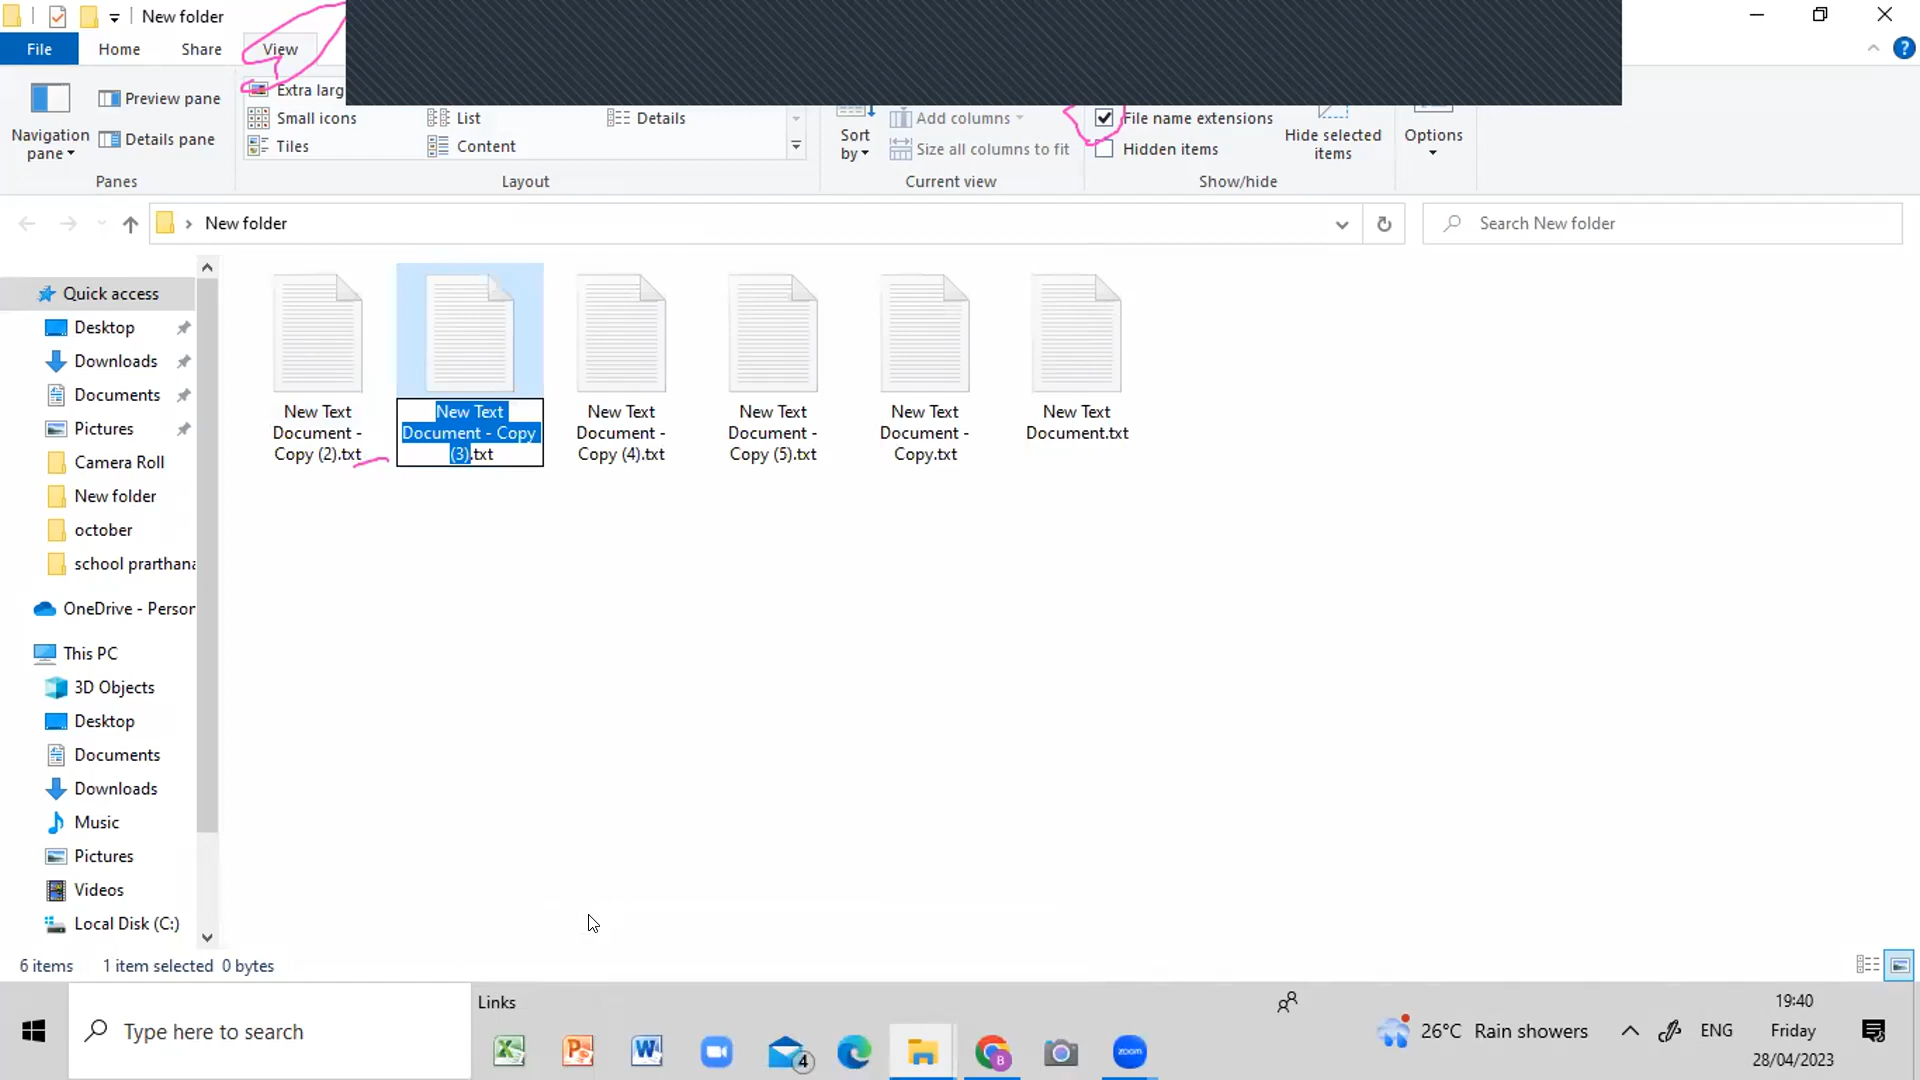 New folder
File Home Share View
Preview pane
Navigation pane
Details pane
Panes
Extra larg
Small icons List Details
Tiles Content
Layout
Sort by
Add columns
Size all columns to fit
Current view
File name extensions
Hidden items
Hide selected items
Show/hide
Options
New folder
Search New folder
Quick access
Desktop
Downloads
Documents
Pictures
Camera Roll
New folder
october
school prarthana
OneDrive - Person
This PC
3D Objects
Desktop
Documents
Downloads
Music
Pictures
Videos
Local Disk (C:)
New Text
Document -
Copy (2).txt
New Text
Document - Copy
(3).txt
New Text
Document -
Copy (4).txt
New Text
Document -
Copy (5).txt
New Text
Document -
Copy.txt
New Text
Document.txt
6 items 1 item selected 0 bytes
Type here to search
Links
4
B
zoom
26°C Rain showers
ENG
19:40
Friday
28/04/2023